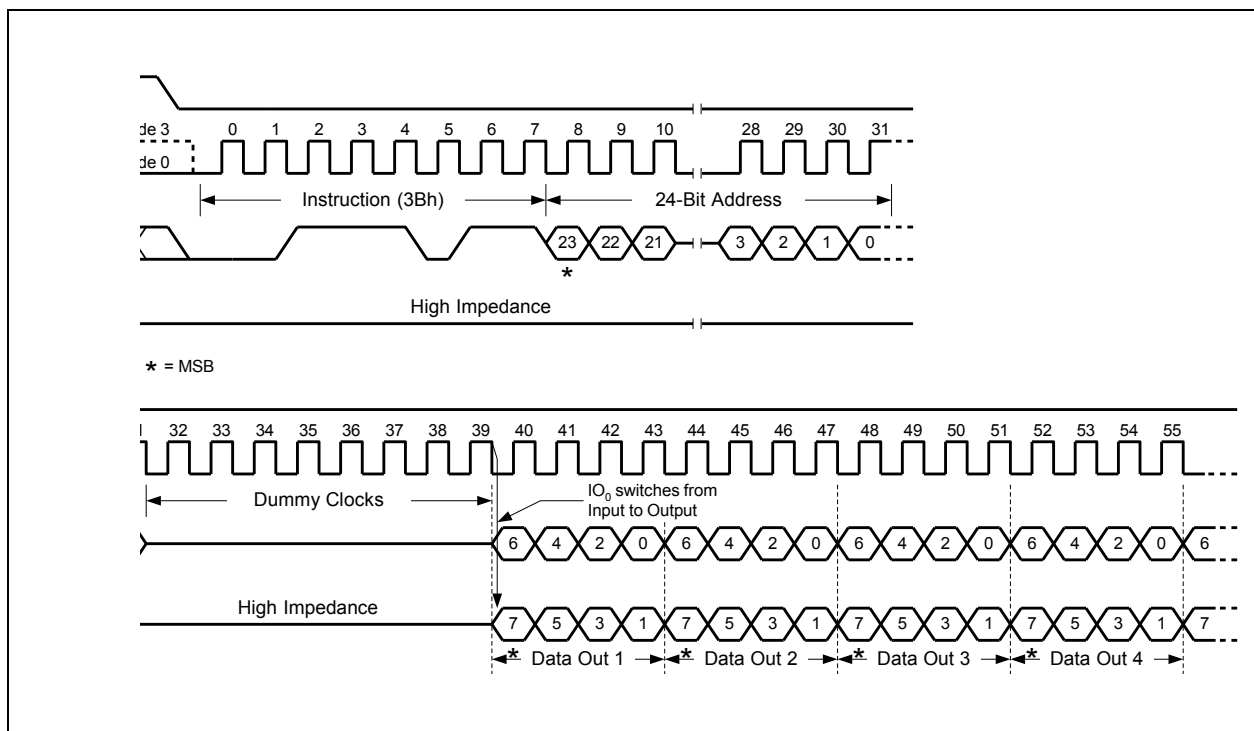 de 3
0 1 2 3 4 5 6 7 8 9 10 28 29 30 31
de 0
Instruction (3Bh) 24-Bit Address
23 22 21 3 2 1 0
*
High Impedance
* = MSB
32 33 34 35 36 37 38 39 40 41 42 43 44 45 46 47 48 49 50 51 52 53 54 55
Dummy Clocks
IO0 switches from
Input to Output
6 4 2 0 6 4 2 0 6 4 2 0 6 4 2 0 6
High Impedance
7 5 3 1 7 5 3 1 7 5 3 1 7 5 3 1 7
* Data Out 1 * Data Out 2 * Data Out 3 * Data Out 4